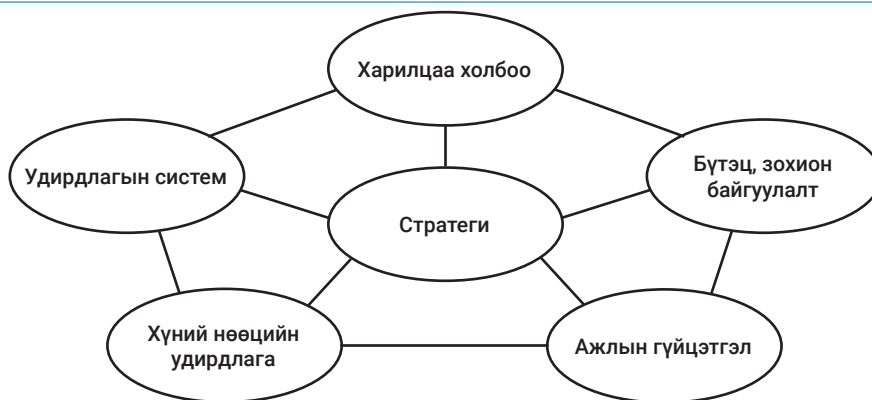 Харилцаа холбоо
Удирдлагын систем
Бүтэц, зохион
байгуулалт
Стратеги
Хүний нөөцийн
удирдлага
Ажлын гүйцэтгэл